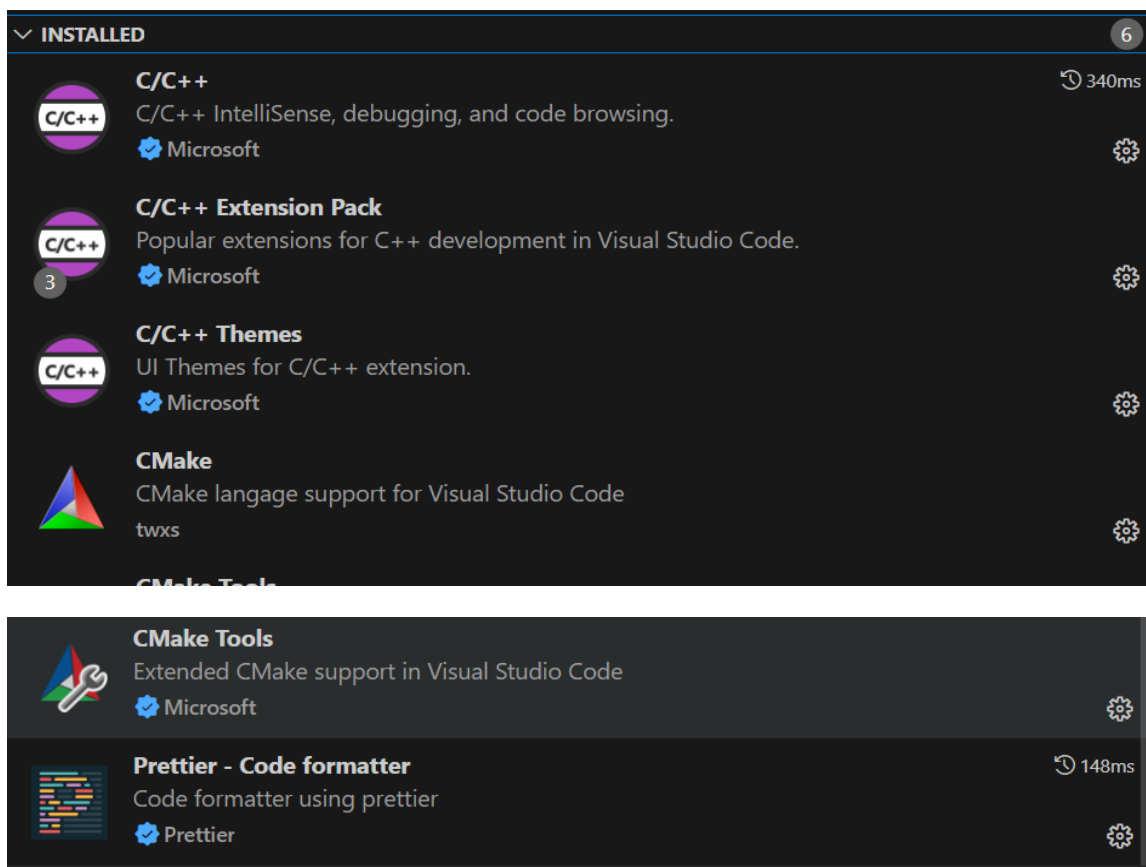 INSTALLED 6
C/C++ 340ms
C/C++ C/C++ IntelliSense, debugging, and code browsing.
Microsoft
C/C++ Extension Pack
C/C++ Popular extensions for C++ development in Visual Studio Code.
3 Microsoft
C/C++ Themes
C/C++ UI Themes for C/C++ extension.
Microsoft
CMake
CMake langage support for Visual Studio Code
twxs
CMake Tools
CMake Tools
Extended CMake support in Visual Studio Code
Microsoft
Prettier - Code formatter 148ms
Code formatter using prettier
Prettier